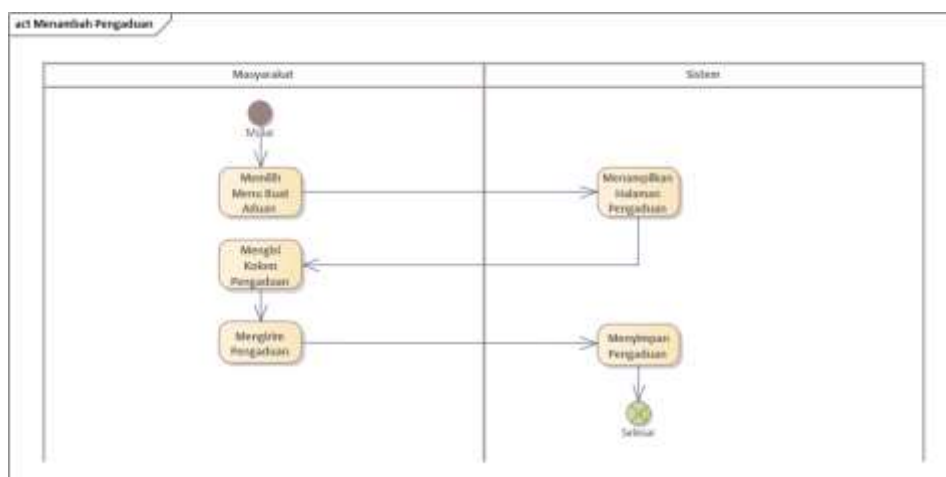 act Menambah Pengaduan
Masyarakat
Sistem
Mulai
Memilih
Menu Buat
Aduan
Menampilkan
Halaman
Pengaduan
Mengisi
Kolom
Pengaduan
Mengirim
Pengaduan
Menyimpan
Pengaduan
Selesai